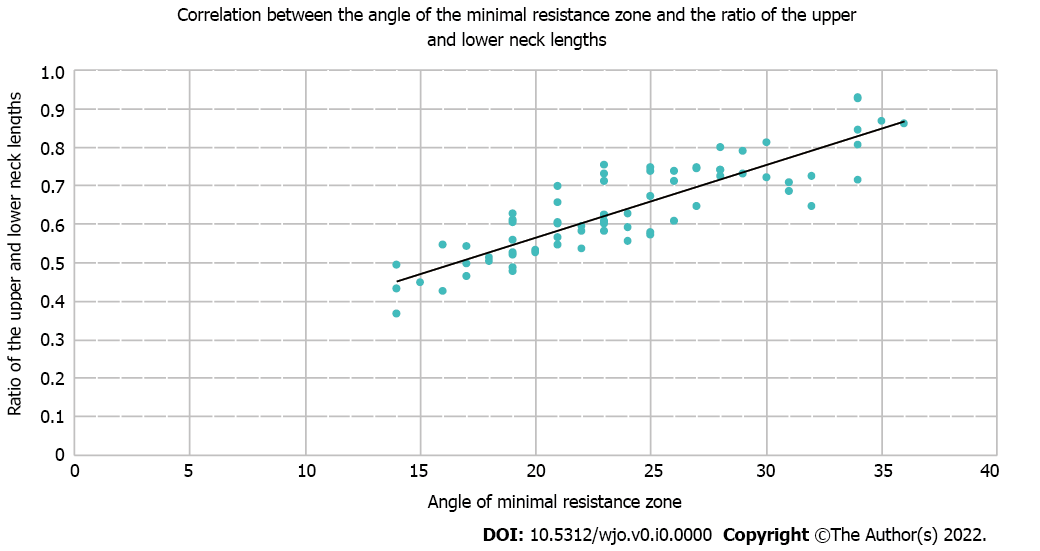 Correlation between the angle of the minimal resistance zone and the ratio of the upper
and lower neck lengths
Ratio of the upper and lower neck lengths
1.0
0.9
0.8
0.7
0.6
0.5
0.4
0.3
0.2
0.1
0
0 5 10 15 20 25 30 35 40
Angle of minimal resistance zone
DOI: 10.5312/wjo.v0.i0.0000 Copyright ©The Author(s) 2022.